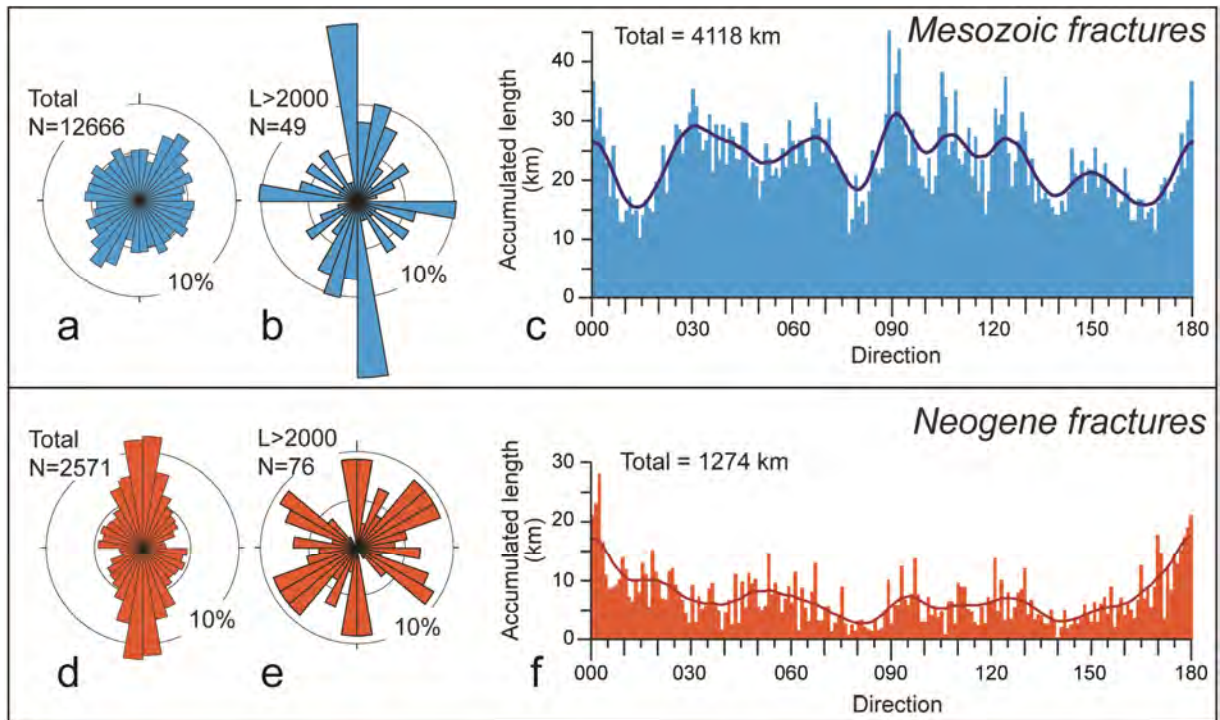 Mesozoic fractures
Total
N=12666
10%
a
L>2000
N=49
10%
b
c
Total = 4118 km
Accumulated length
(km)
40
30
20
10
0
000 030 060 090 120 150 180
Direction
Neogene fractures
Total
N=2571
10%
d
L>2000
N=76
10%
e
f
Total = 1274 km
Accumulated length
(km)
30
20
10
0
000 030 060 090 120 150 180
Direction